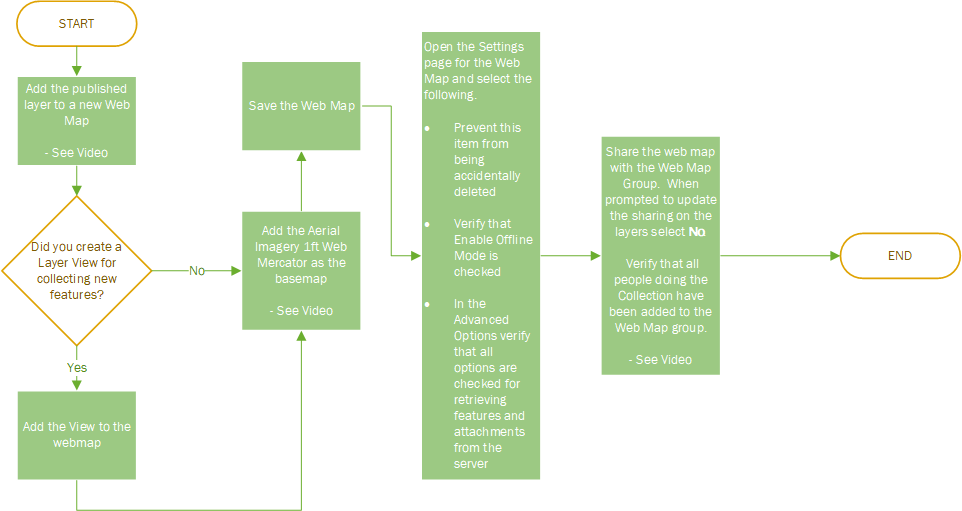 START
Add the published
layer to a new Web
Map
- See Video
Did you create a
Layer View for
collecting new
features?
No
Yes
Add the View to the
webmap
Add the Aerial
Imagery 1ft Web
Mercator as the
basemap
- See Video
Save the Web Map
Open the Settings
page for the Web
Map and select the
following.
● Prevent this
item from
being
accidentally
deleted
● Verify that
Enable Offline
Mode is
checked
● In the
Advanced
Options verify
that all
options are
checked for
retrieving
features and
attachments
from the
server
Share the web map
with the Web Map
Group. When
prompted to update
the sharing on the
layers select No.
Verify that all
people doing the
Collection have
been added to the
Web Map group.
- See Video
END